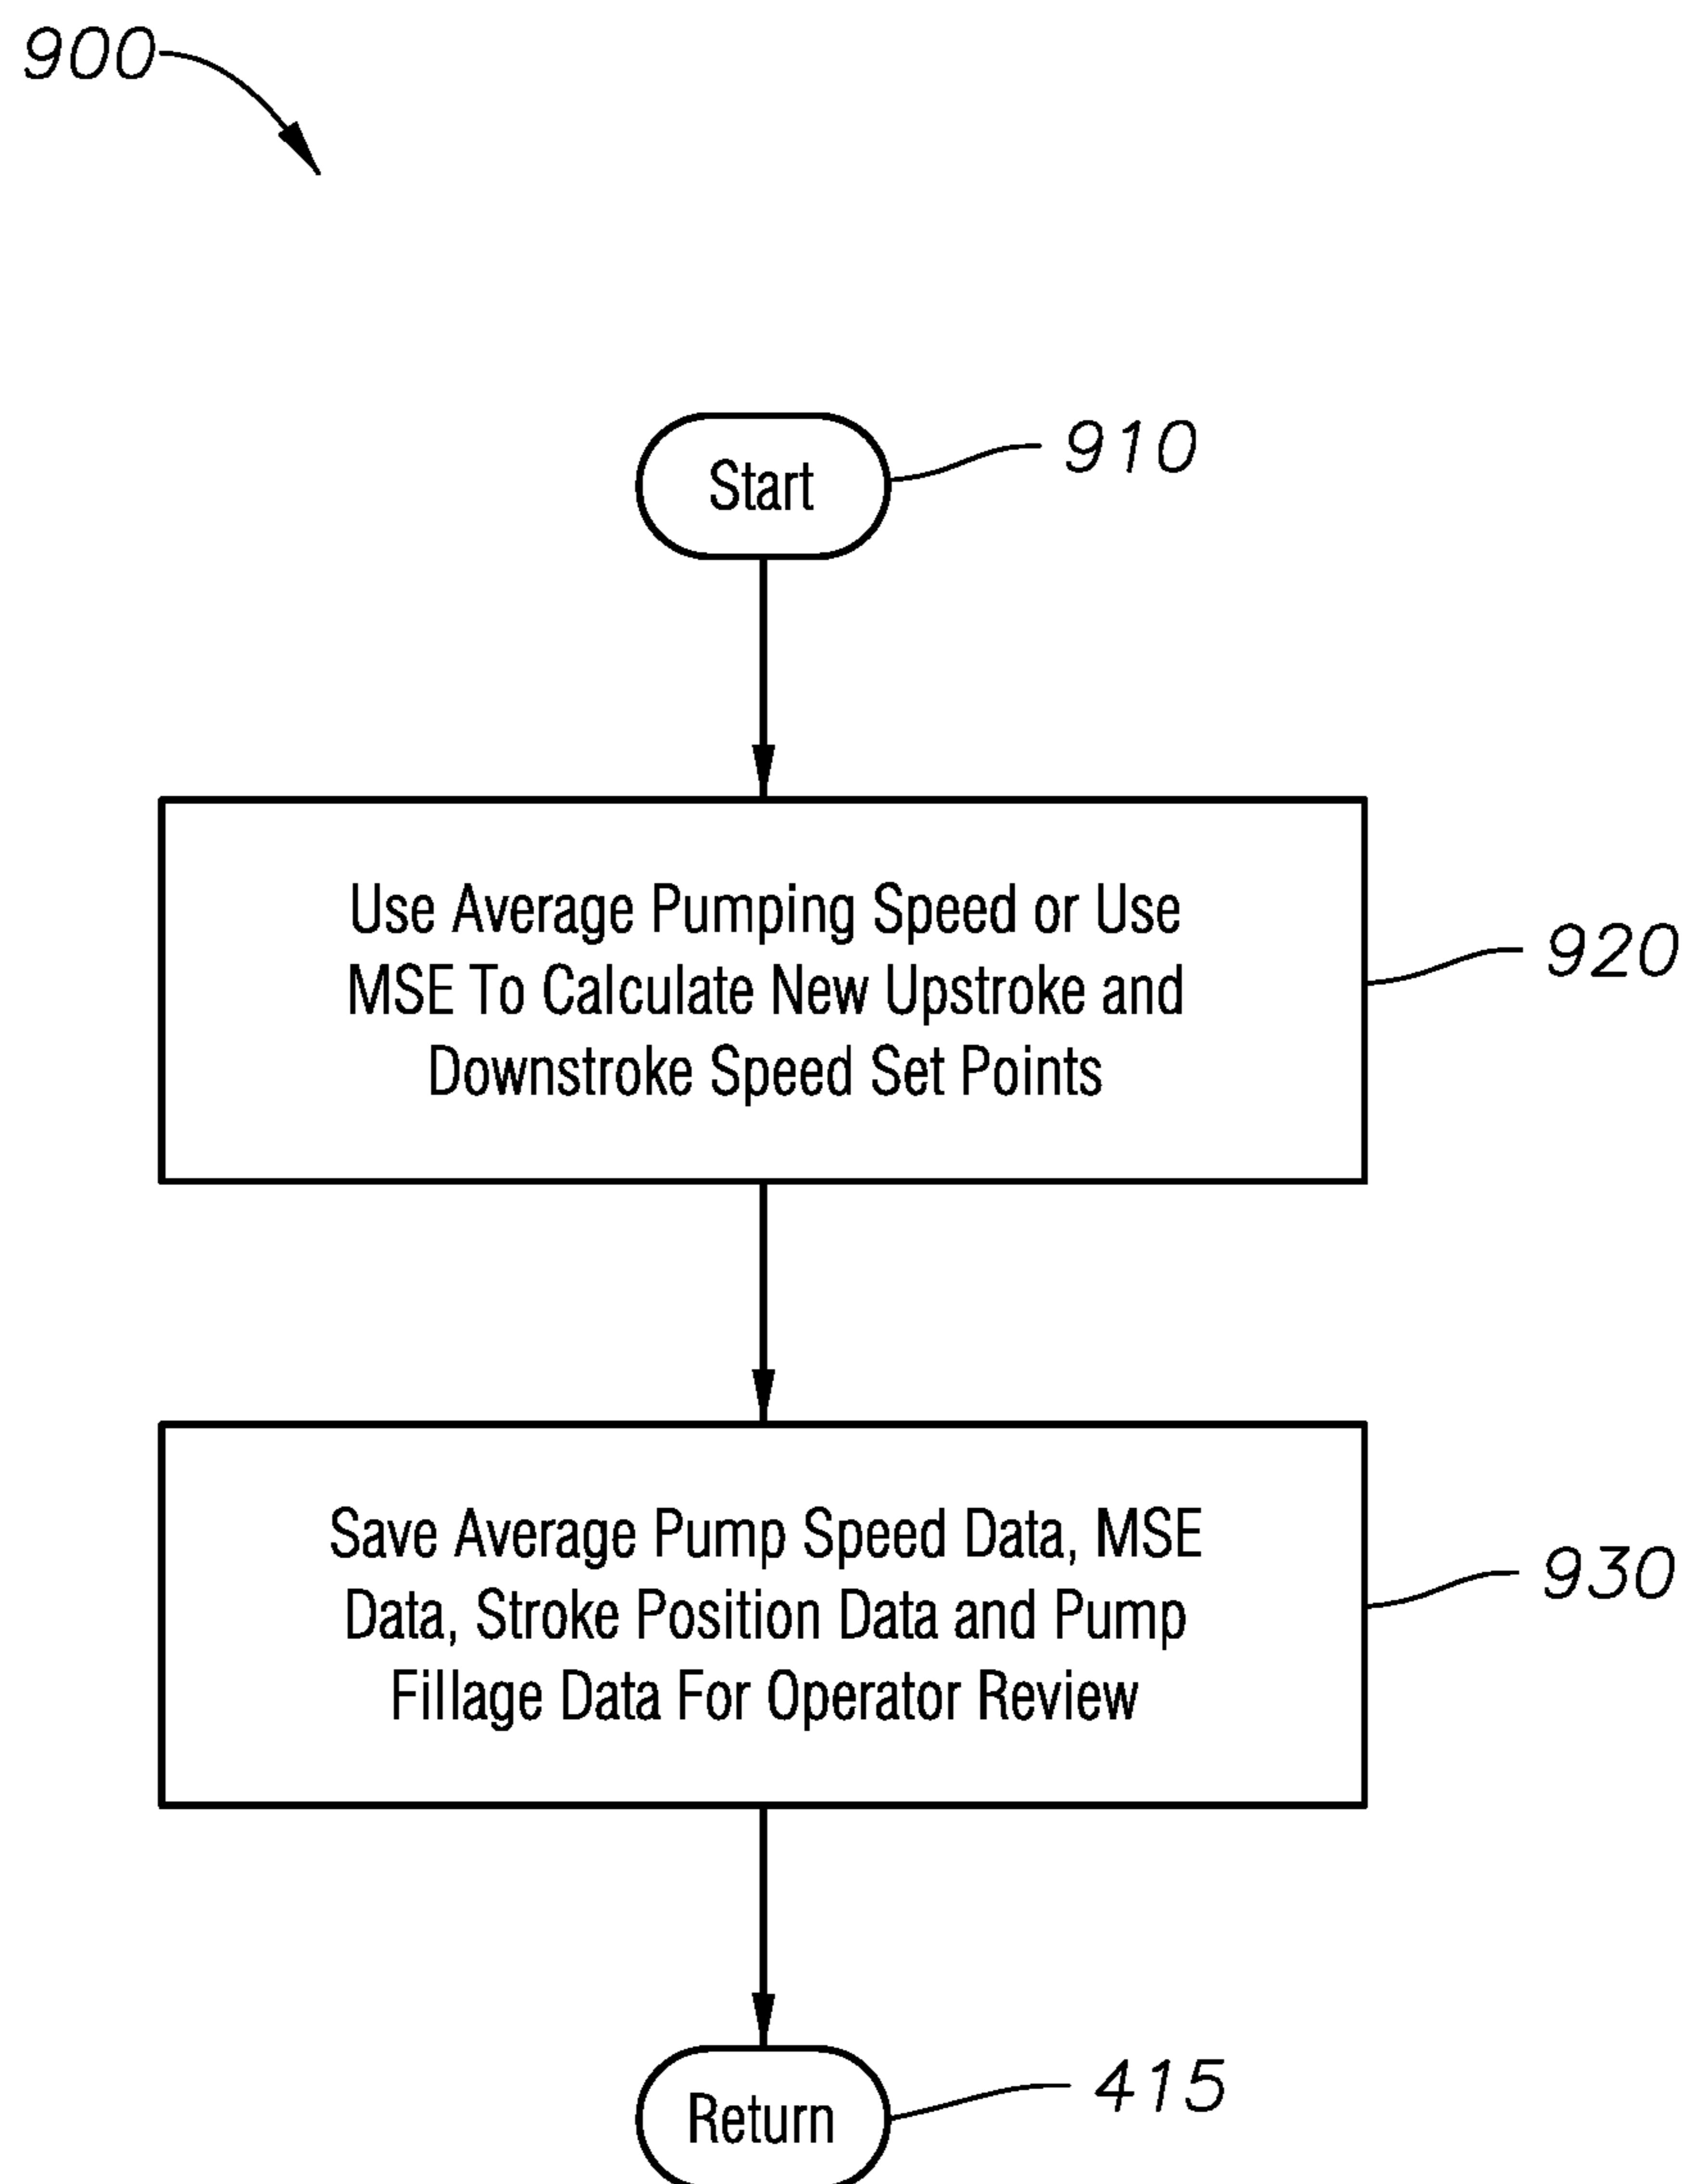 900
Start
910
Use Average Pumping Speed or Use
MSE To Calculate New Upstroke and
Downstroke Speed Set Points
920
Save Average Pump Speed Data, MSE
Data, Stroke Position Data and Pump
Fillage Data For Operator Review
930
Return
415